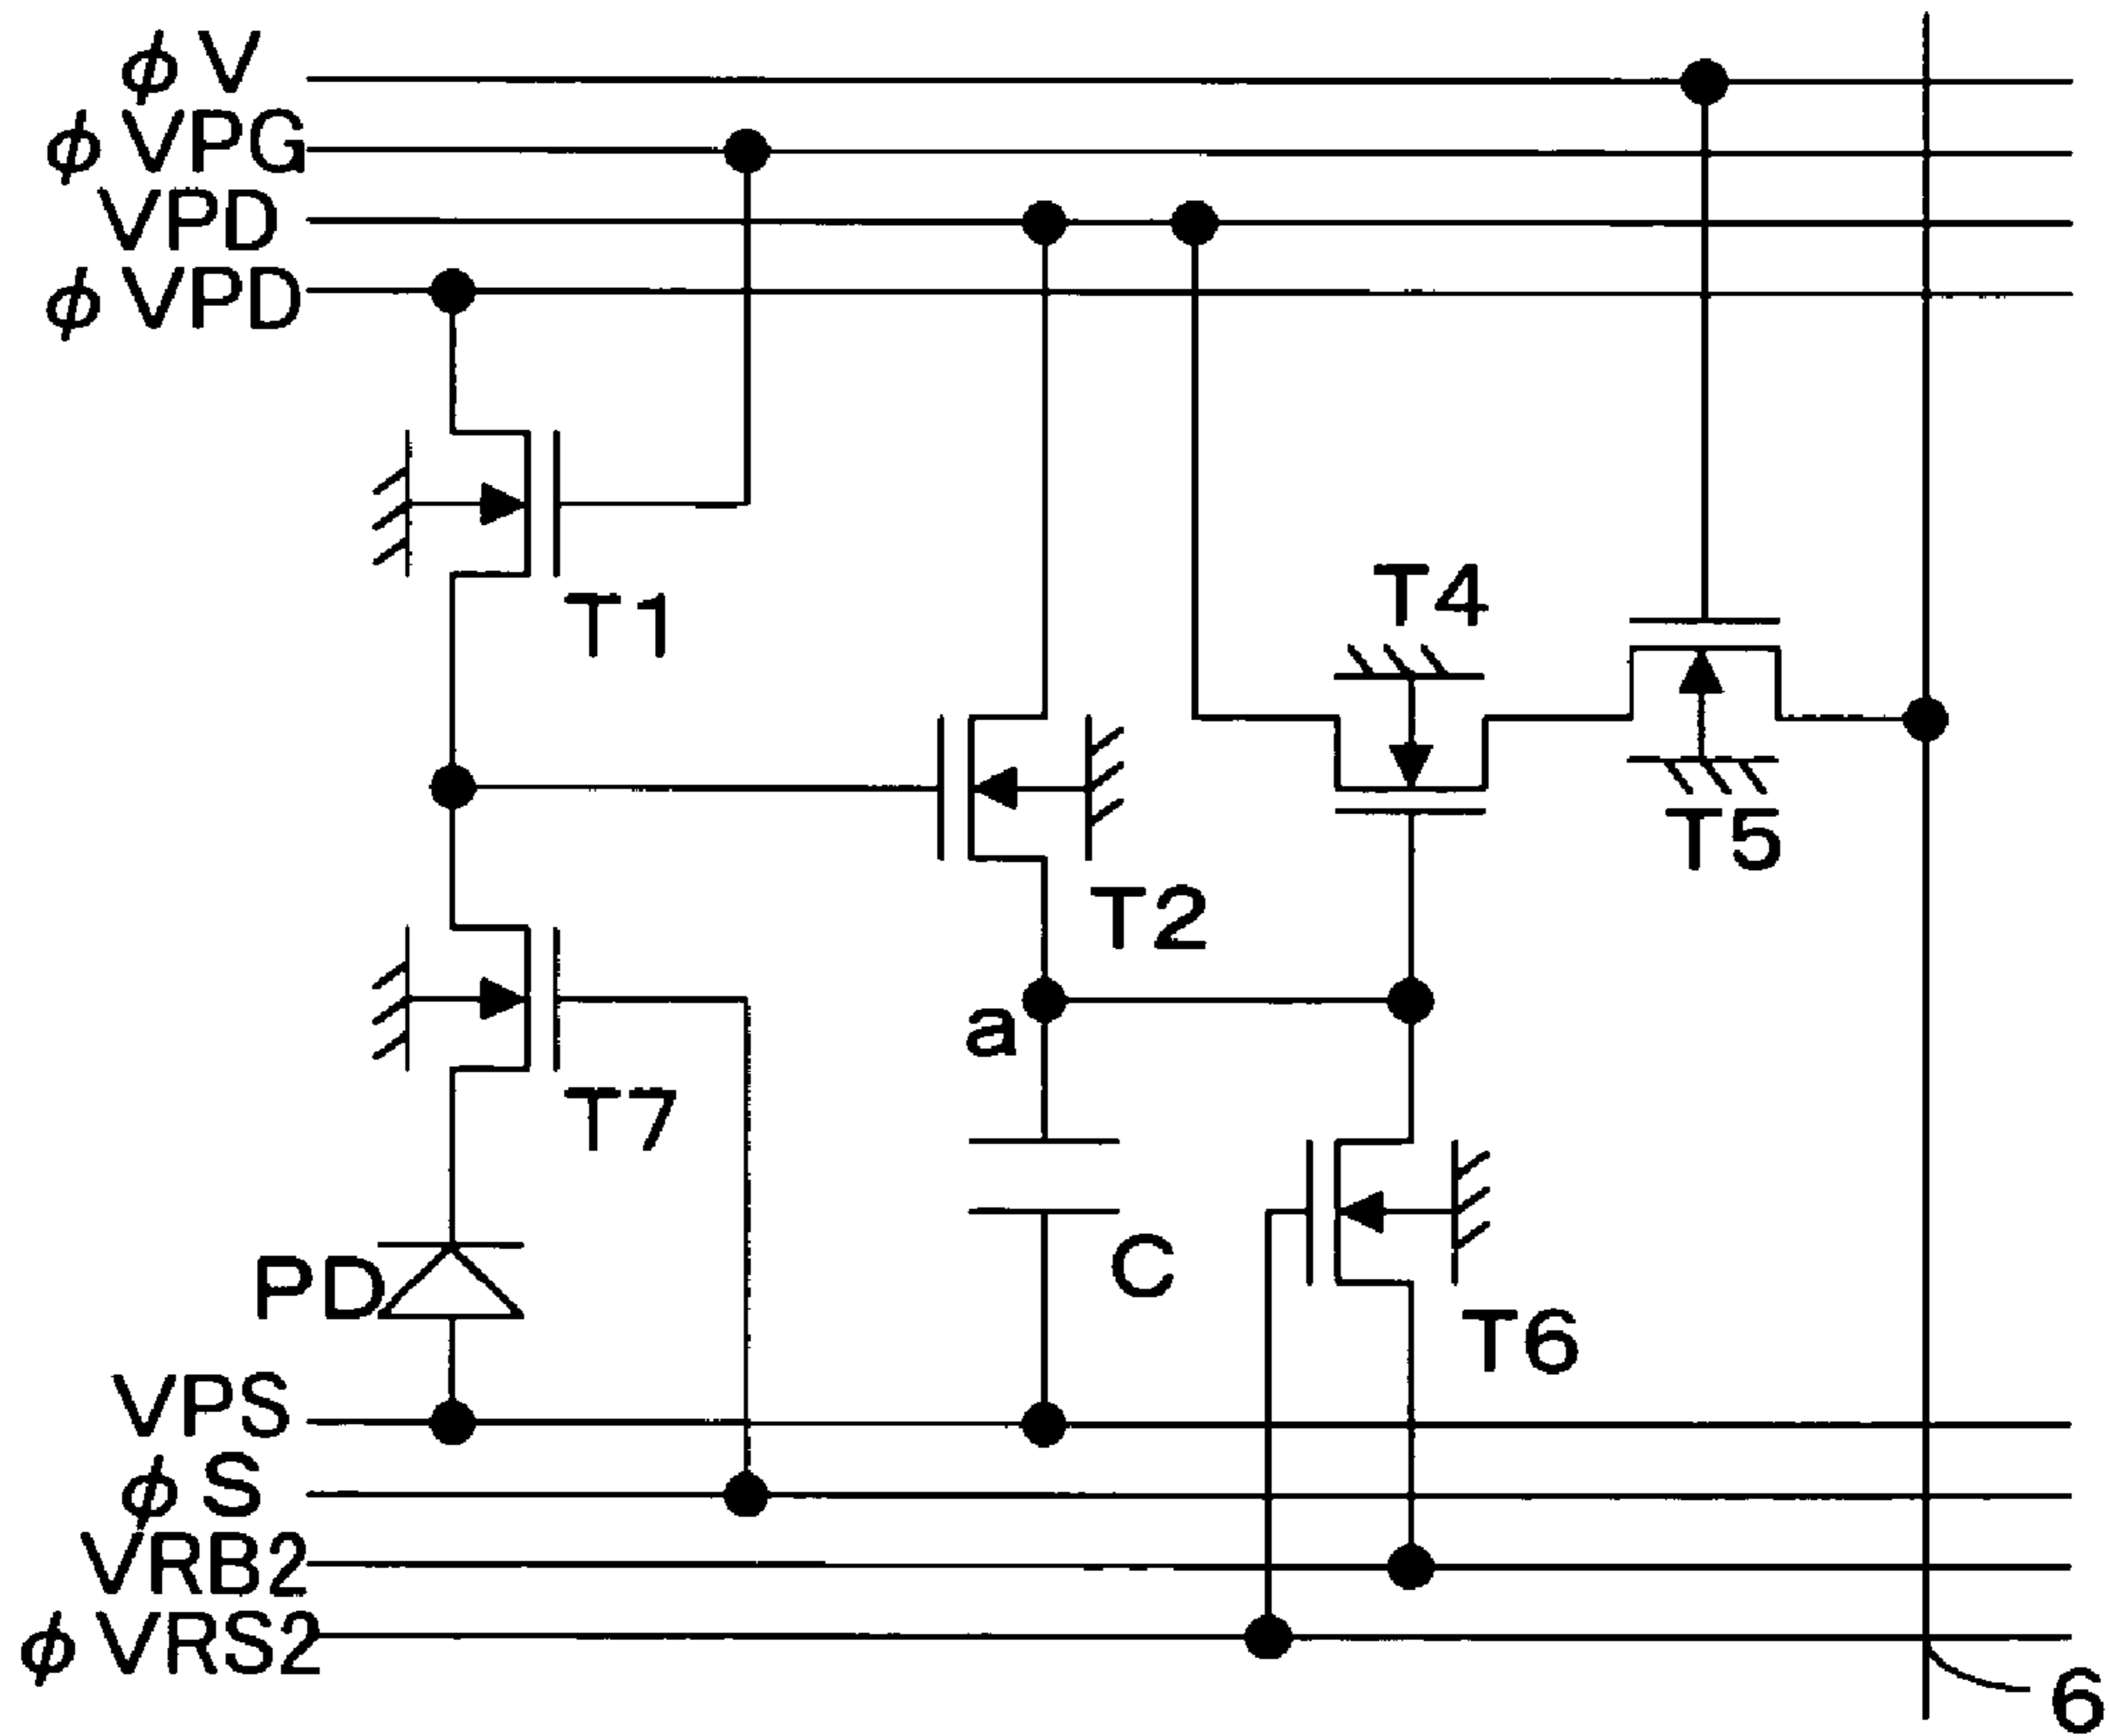 ϕ V
ϕ VPG
VPD
ϕ VPD
T1
T4
T5
T2
a
T7
C
PD
T6
VPS
ϕ S
VRB2
ϕ VRS2
6